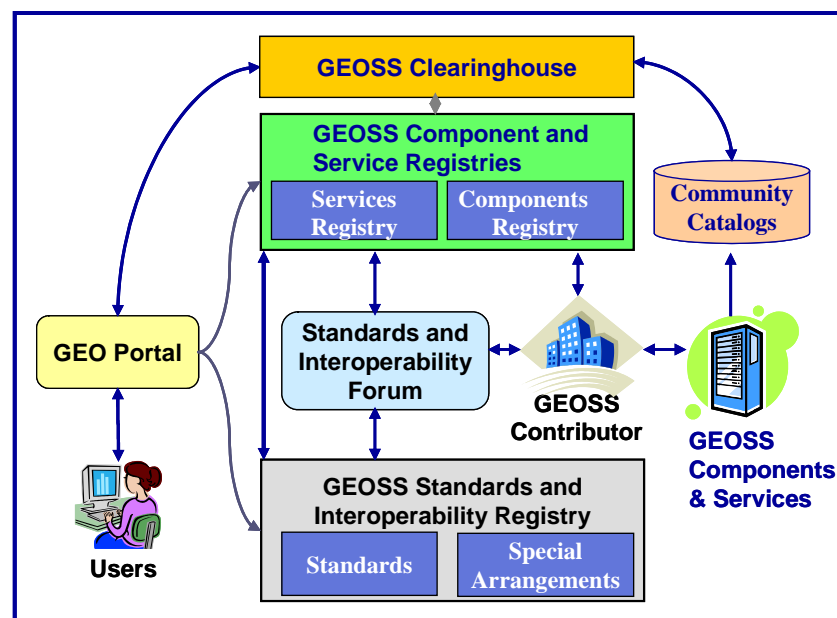 GEOSS Clearinghouse
GEOSS Component and
Service Registries
Services
Registry
Components
Registry
Community
Catalogs
GEO Portal
Standards and
Interoperability
Forum
GEOSS
Contributor
GEOSS
Components
& Services
Users
GEOSS Standards and
Interoperability Registry
Standards
Special
Arrangements